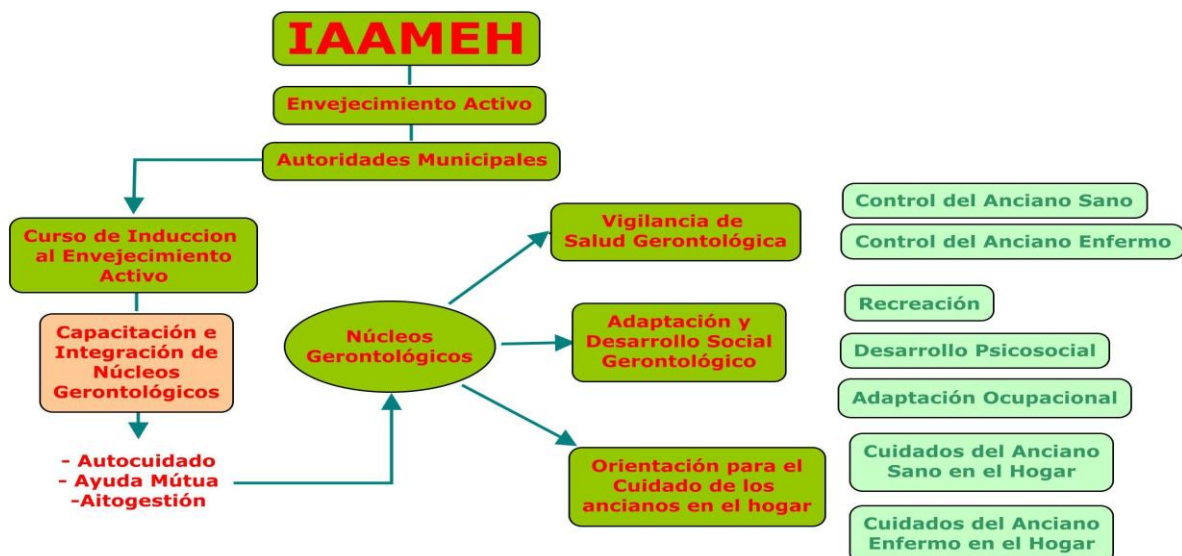 IAAMEH
Envejecimiento Activo
Autoridades Municipales
Curso de Induccion
al Envejecimiento
Activo
Capacitación e
Integración de
Núcleos
Gerontológicos
- Autocuidado
- Ayuda Mútua
-Aitogestión
Núcleos
Gerontológicos
Vigilancia de
Salud Gerontológica
Adaptación y
Desarrollo Social
Gerontológico
Orientación para el
Cuidado de los
ancianos en el hogar
Control del Anciano Sano
Control del Anciano Enfermo
Recreación
Desarrollo Psicosocial
Adaptación Ocupacional
Cuidados del Anciano
Sano en el Hogar
Cuidados del Anciano
Enfermo en el Hogar